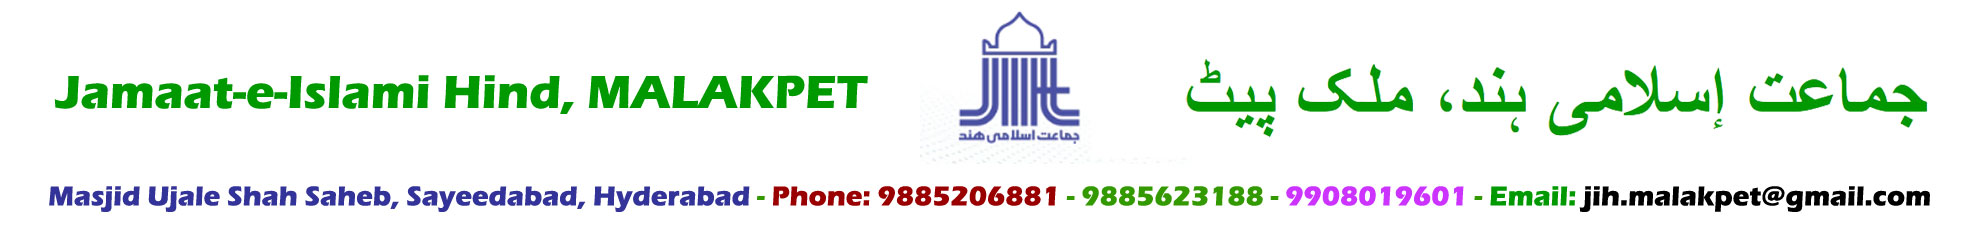 Jamaat-e-Islami Hind, MALAKPET
جماعت اسلامی هند
جماعت إسلامی ہند، ملک پیٹ
Masjid Ujale Shah Saheb, Sayeedabad, Hyderabad - Phone: 9885206881 - 9885623188 - 9908019601 - Email: jih.malakpet@gmail.com